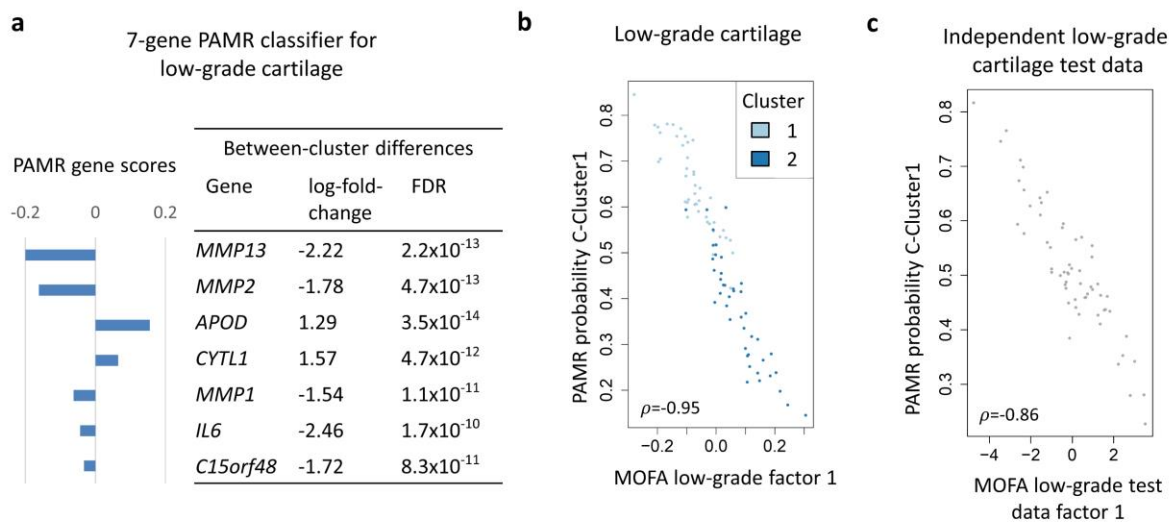 a
7-gene PAMR classifier for
low-grade cartilage
PAMR gene scores
-0.2 0 0.2
Between-cluster differences
Gene log-fold- FDR
change
MMP13 -2.22 2.2x10⁻¹³
MMP2 -1.78 4.7x10⁻¹³
APOD 1.29 3.5x10⁻¹⁴
CYTL1 1.57 4.7x10⁻¹²
MMP1 -1.54 1.1x10⁻¹¹
IL6 -2.46 1.7x10⁻¹⁰
C15orf48 -1.72 8.3x10⁻¹¹
b
Low-grade cartilage
PAMR probability C-Cluster1
0.8
0.7
0.6
0.5
0.4
0.3
0.2
Cluster
1
2
ρ=-0.95
−0.2 0.0 0.2
MOFA low-grade factor 1
c
Independent low-grade
cartilage test data
PAMR probability C-Cluster1
0.8
0.7
0.6
0.5
0.4
0.3
ρ=-0.86
−4 −2 0 2
MOFA low-grade test
data factor 1